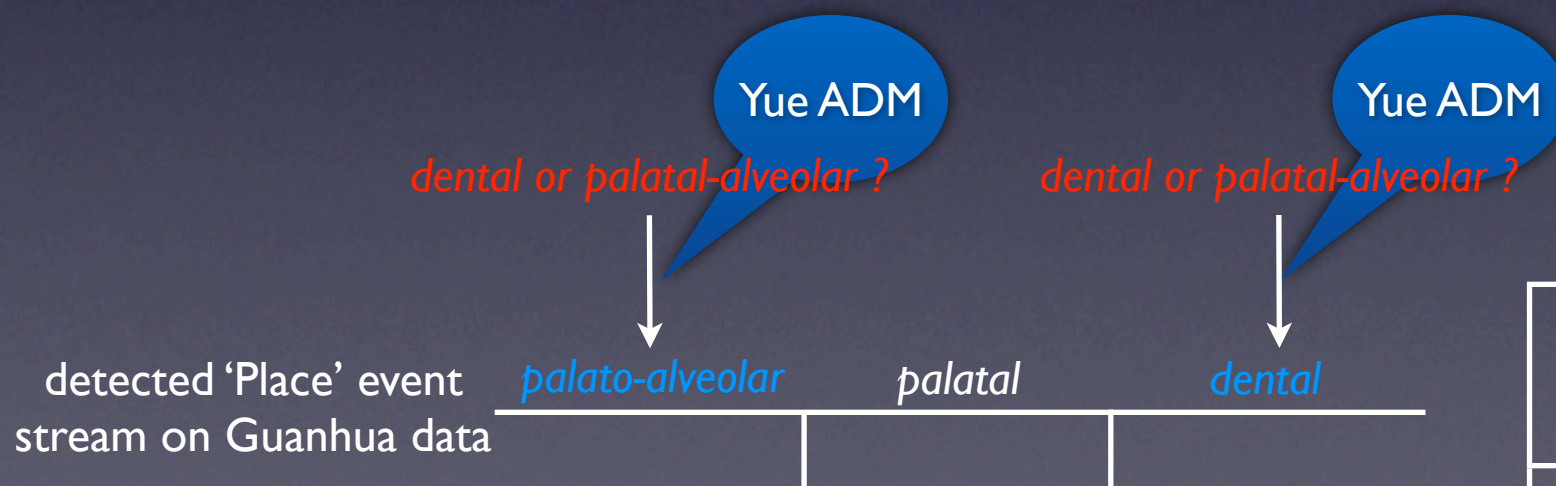 Yue ADM
Yue ADM
dental or palatal-alveolar ?
dental or palatal-alveolar ?
detected ‘Place’ event
stream on Guanhua data
palato-alveolar
palatal
dental